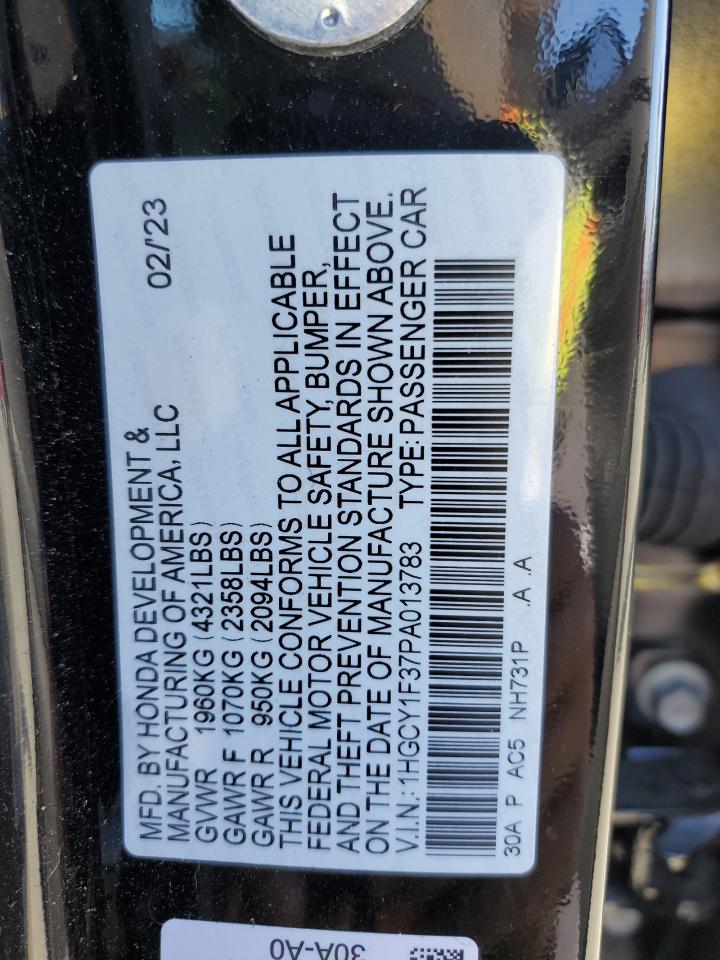 MFD. BY HONDA DEVELOPMENT & 02/'23
MANUFACTURING OF AMERICA, LLC
GVWR 1960KG (4321LBS)
GAWR F 1070KG (2358LBS)
GAWR R 950KG (2094LBS)
THIS VEHICLE CONFORMS TO ALL APPLICABLE
FEDERAL MOTOR VEHICLE SAFETY, BUMPER,
AND THEFT PREVENTION STANDARDS IN EFFECT
ON THE DATE OF MANUFACTURE SHOWN ABOVE.
V.I.N.: 1HGCY1F37PA013783 TYPE: PASSENGER CAR
30A P AC5 NH731P .A .A
30A-A0